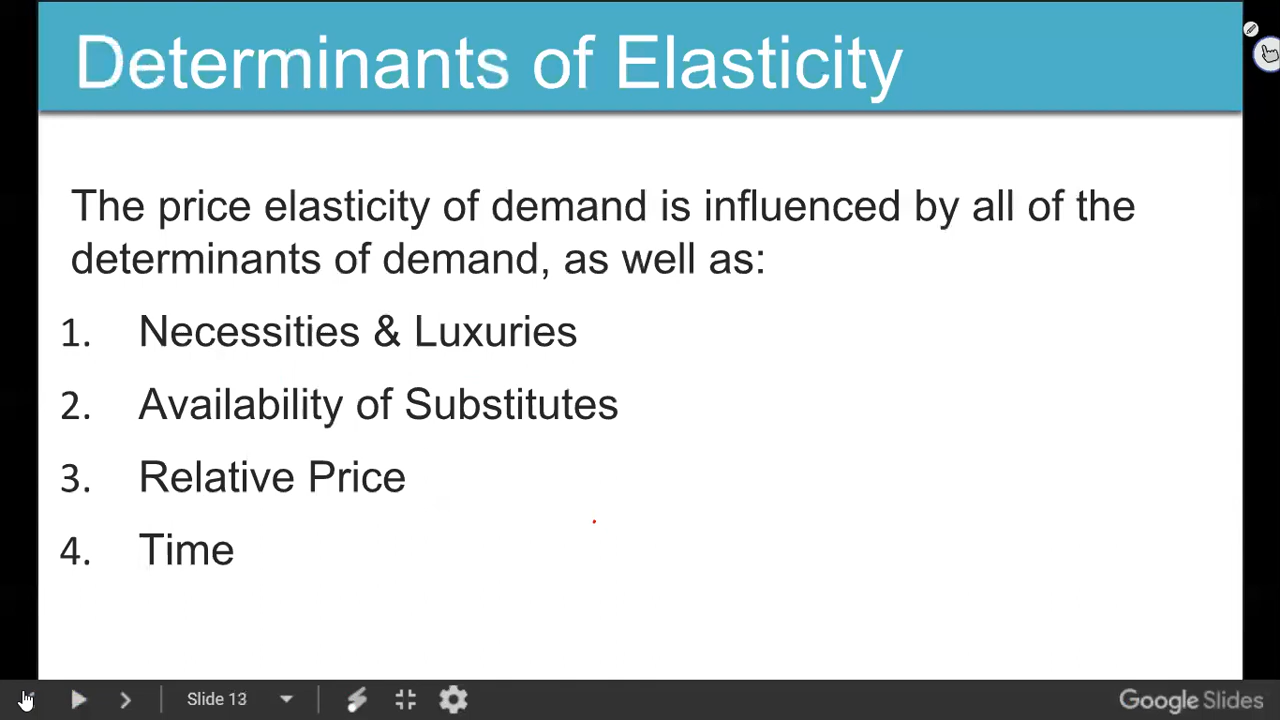 Determinants of Elasticity
The price elasticity of demand is influenced by all of the
determinants of demand, as well as:
1. Necessities & Luxuries
2. Availability of Substitutes
3. Relative Price
4. Time
Slide 13
Google Slides